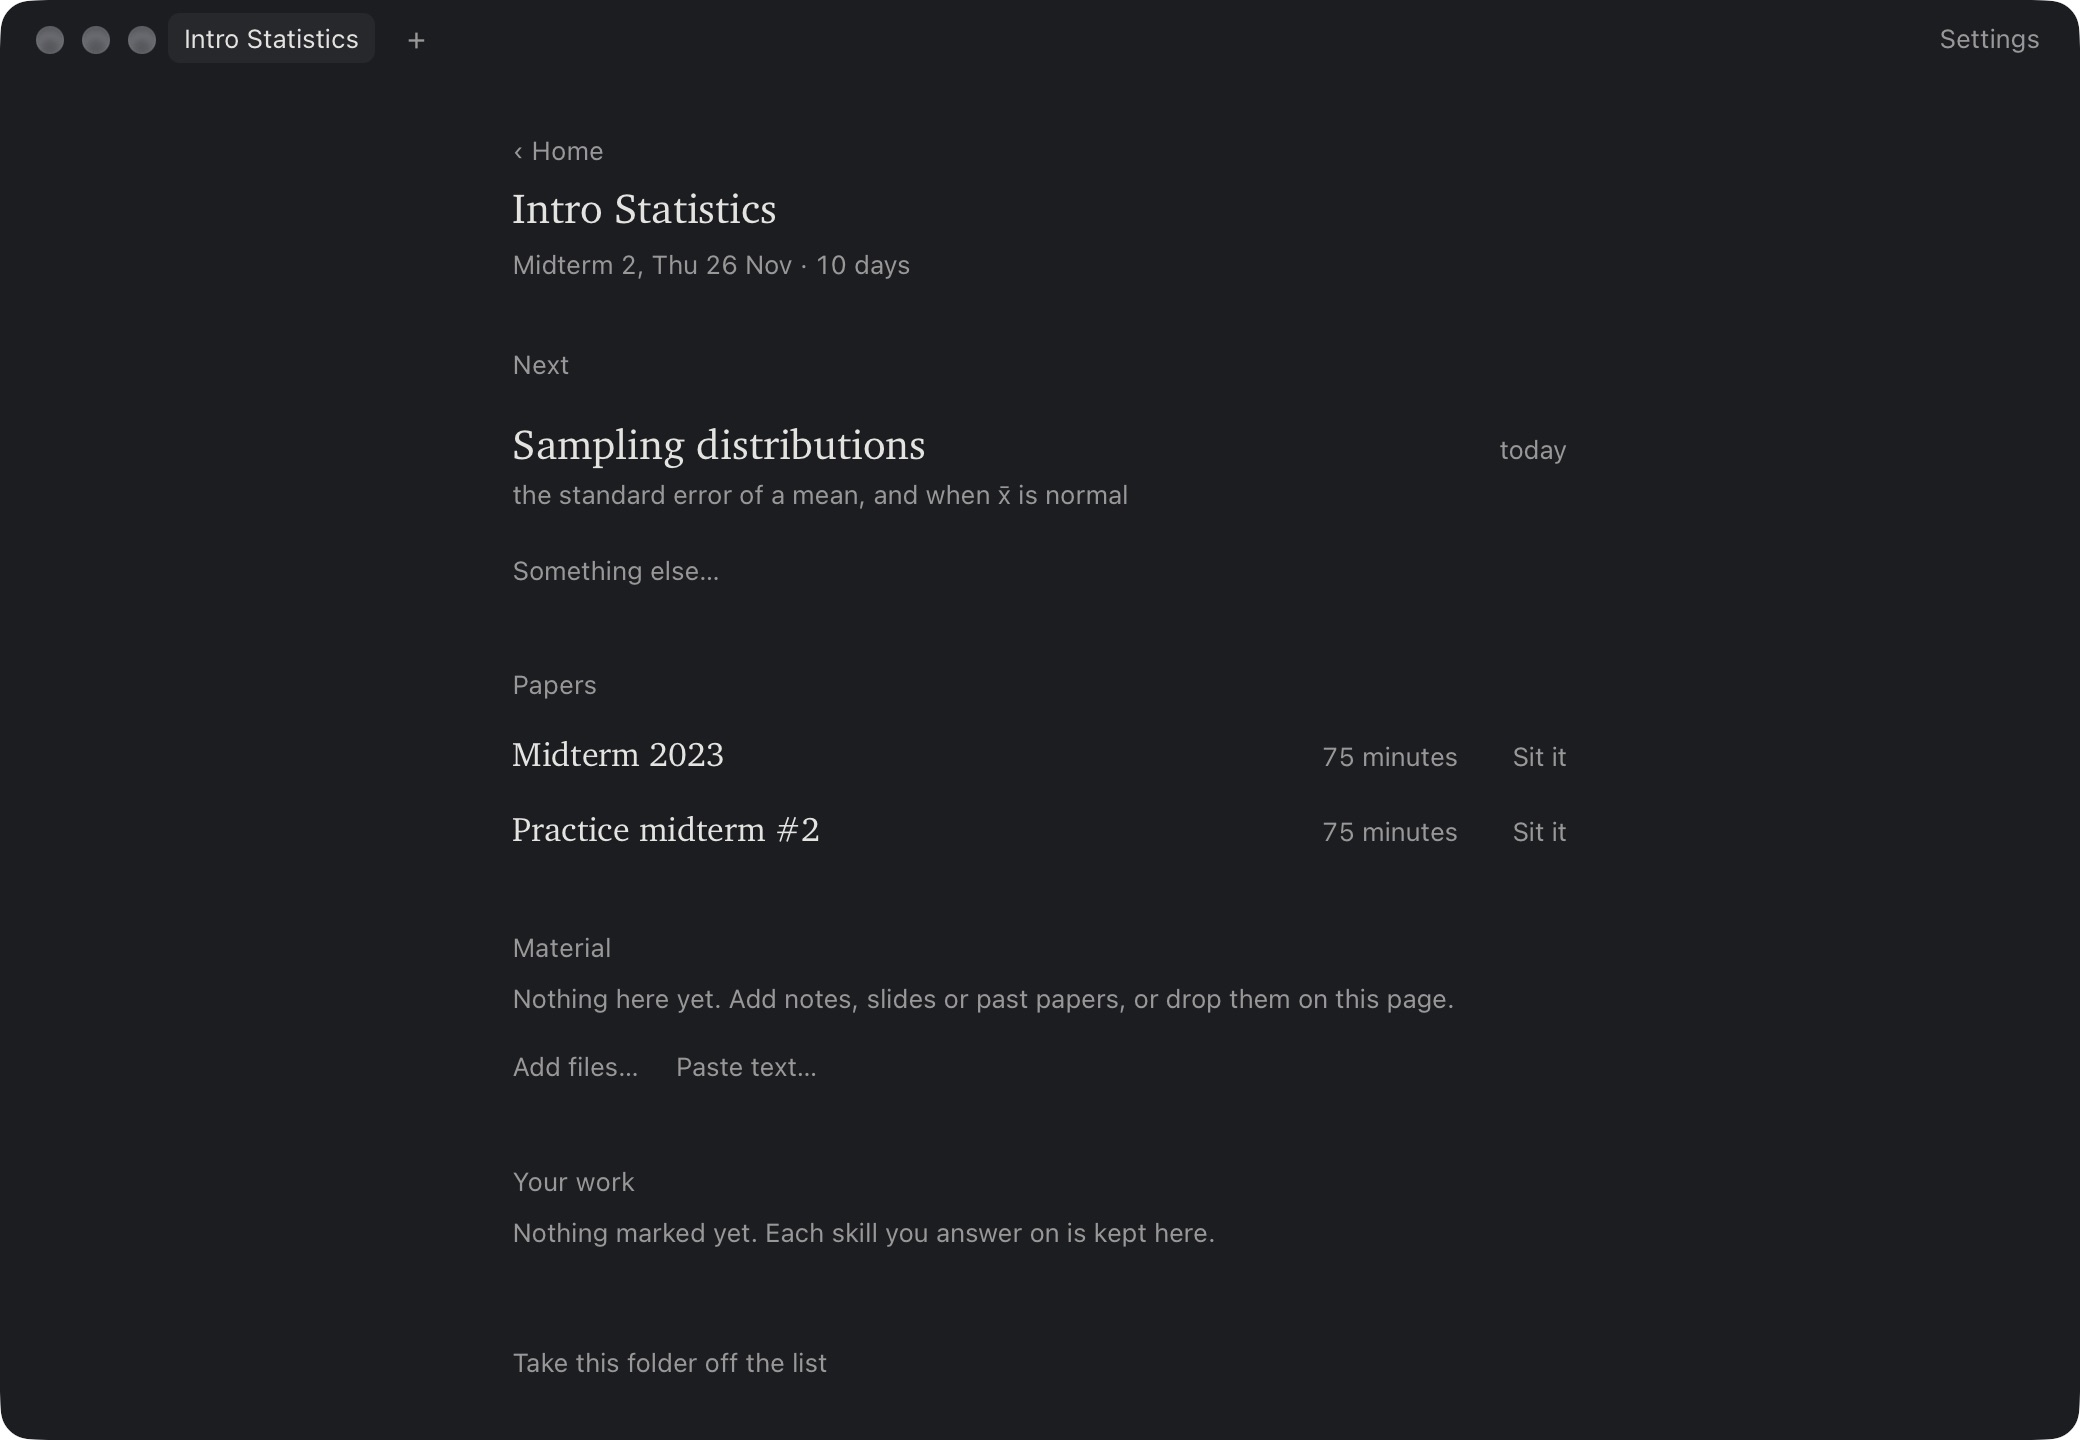 Intro Statistics
+
Settings
‹ Home
Intro Statistics
Midterm 2, Thu 26 Nov · 10 days
Next
Sampling distributions
today
the standard error of a mean, and when x̄ is normal
Something else…
Papers
Midterm 2023
75 minutes
Sit it
Practice midterm #2
75 minutes
Sit it
Material
Nothing here yet. Add notes, slides or past papers, or drop them on this page.
Add files…
Paste text…
Your work
Nothing marked yet. Each skill you answer on is kept here.
Take this folder off the list